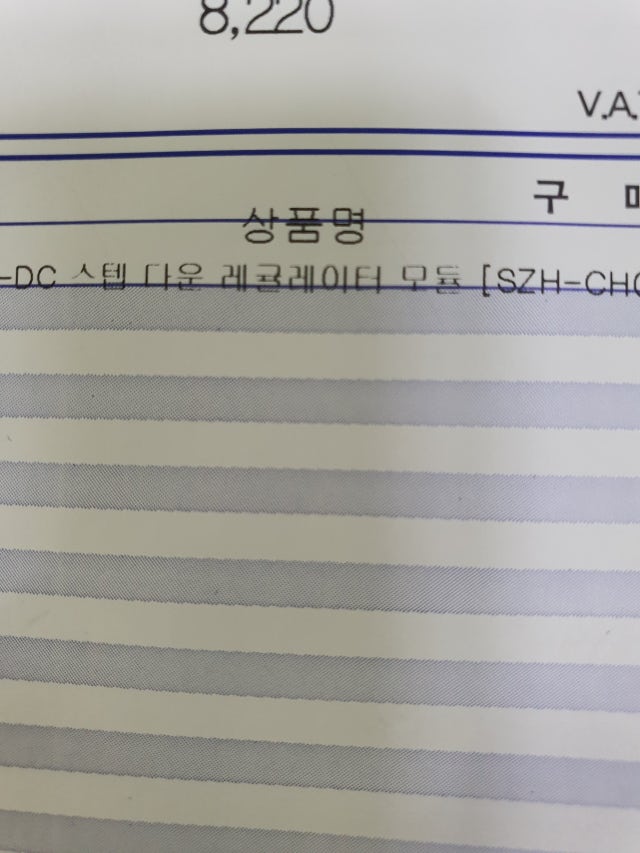 8,220
V.A.
구 매
상품명
-DC 스텝 다운 레귤레이터 모듈 [SZH-CH